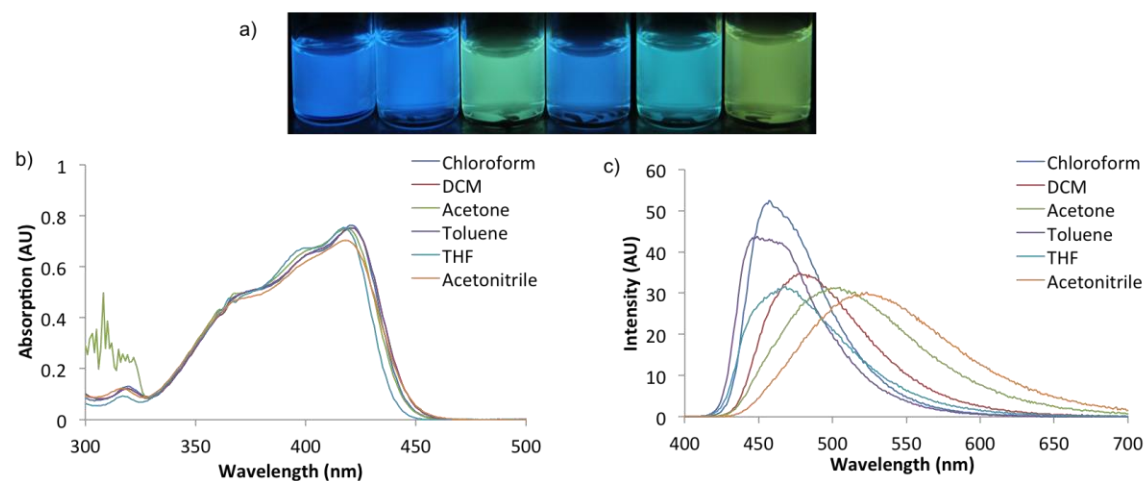 a)
b)
1
0.8
0.6
0.4
0.2
0
Absorption (AU)
300 350 400 450 500
Wavelength (nm)
Chloroform
DCM
Acetone
Toluene
THF
Acetonitrile
c)
60
50
40
30
20
10
0
Intensity (AU)
400 450 500 550 600 650 700
Wavelength (nm)
Chloroform
DCM
Acetone
Toluene
THF
Acetonitrile